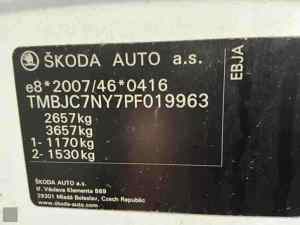 ŠKODA AUTO a.s.
e8*2007/46*0416
TMBJC7NY7PF019963
2657kg
3657kg
1- 1170kg
2- 1530kg
EBJA
ŠKODA AUTO a.s.
tř. Václava Klementa 869
29301 Mladá Boleslav, Czech Republic
www.skoda-auto.com